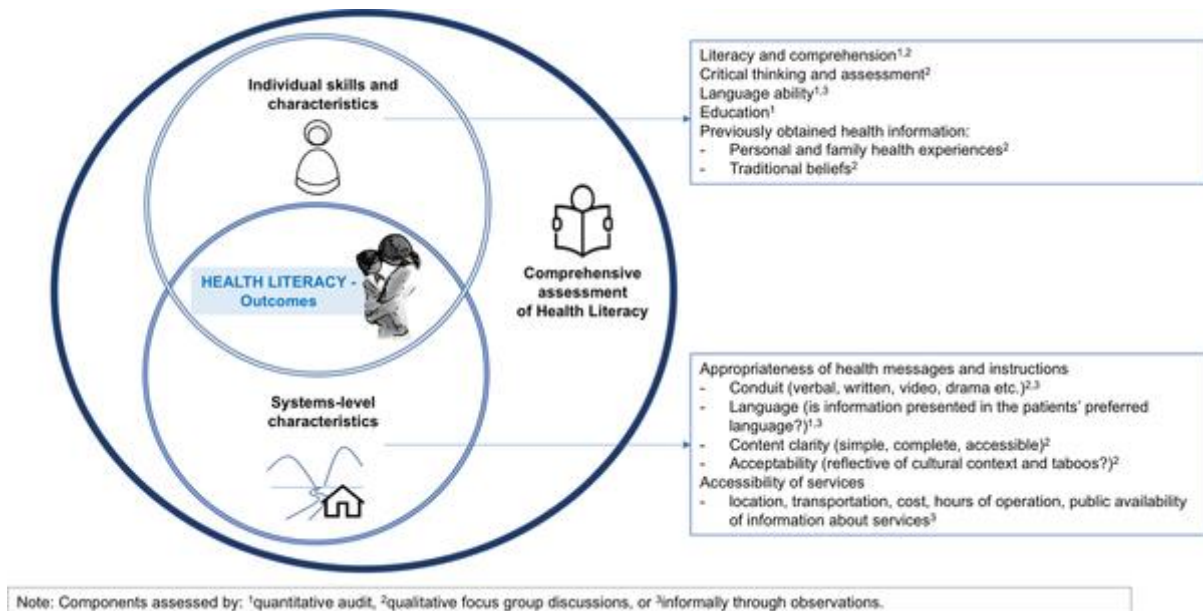 Individual skills and
characteristics
HEALTH LITERACY -
Outcomes
Systems-level
characteristics
Comprehensive
assessment
of Health Literacy
Literacy and comprehension¹,²
Critical thinking and assessment²
Language ability¹,³
Education¹
Previously obtained health information:
- Personal and family health experiences²
- Traditional beliefs²
Appropriateness of health messages and instructions
- Conduit (verbal, written, video, drama etc.)²,³
- Language (is information presented in the patients' preferred
language?)¹,³
- Content clarity (simple, complete, accessible)²
- Acceptability (reflective of cultural context and taboos?)²
Accessibility of services
- location, transportation, cost, hours of operation, public availability
of information about services³
Note: Components assessed by: ¹quantitative audit, ²qualitative focus group discussions, or ³informally through observations.